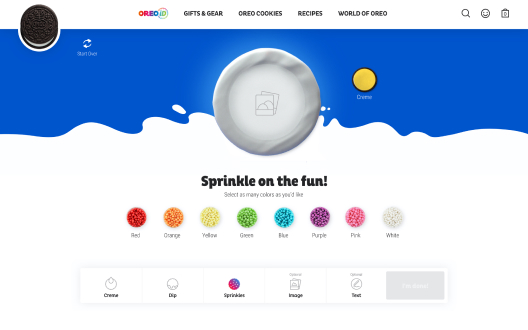 OREOiD
GIFTS & GEAR
OREO COOKIES
RECIPES
WORLD OF OREO
0
OREO
Start Over
Creme
Sprinkle on the fun!
Select as many colors as you'd like
Red
Orange
Yellow
Green
Blue
Purple
Pink
White
Creme
Dip
Sprinkles
Optional
Image
Optional
Text